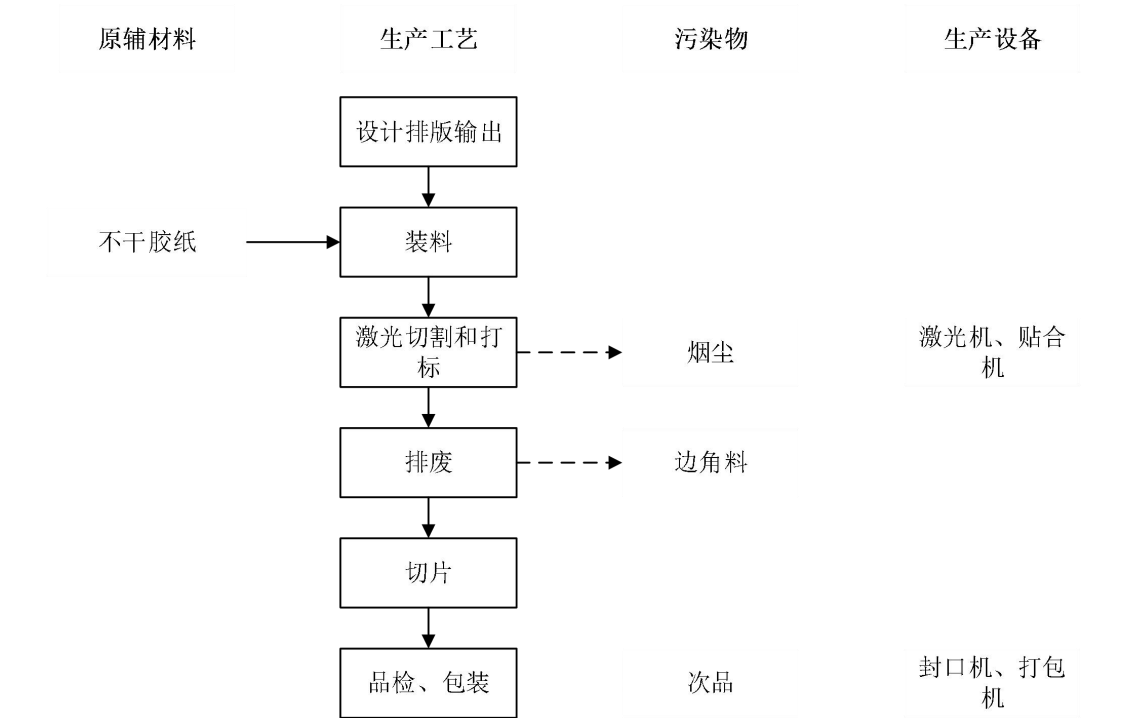 原辅材料 生产工艺 污染物 生产设备
设计排版输出
不干胶纸 装料
激光切割和打
标
烟尘
激光机、贴合
机
排废 边角料
切片
品检、包装 次品
封口机、打包
机